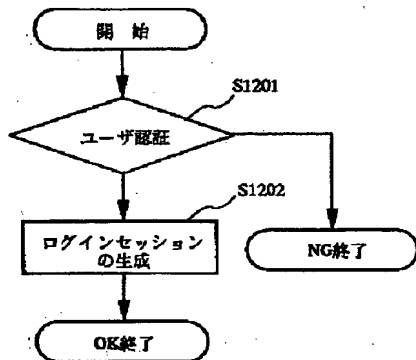 開 始
S1201
ユーザ認証
S1202
ログインセッション
の生成
NG終了
OK終了